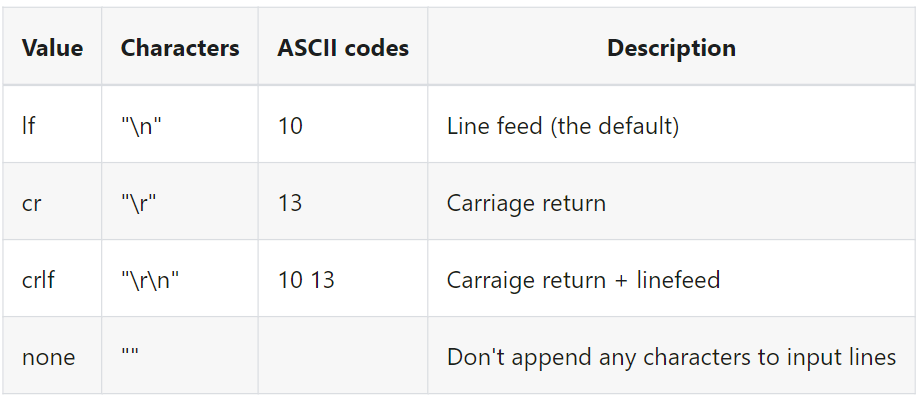 Value Characters ASCII codes Description
lf "\n" 10 Line feed (the default)
cr "\r" 13 Carriage return
crlf "\r\n" 10 13 Carraige return + linefeed
none "" Don't append any characters to input lines